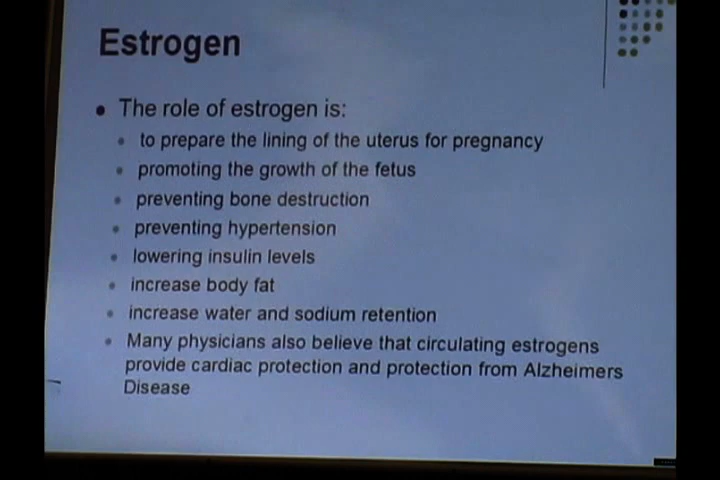 Estrogen
• The role of estrogen is:
• to prepare the lining of the uterus for pregnancy
• promoting the growth of the fetus
• preventing bone destruction
• preventing hypertension
• lowering insulin levels
• increase body fat
• increase water and sodium retention
• Many physicians also believe that circulating estrogens
provide cardiac protection and protection from Alzheimers
Disease